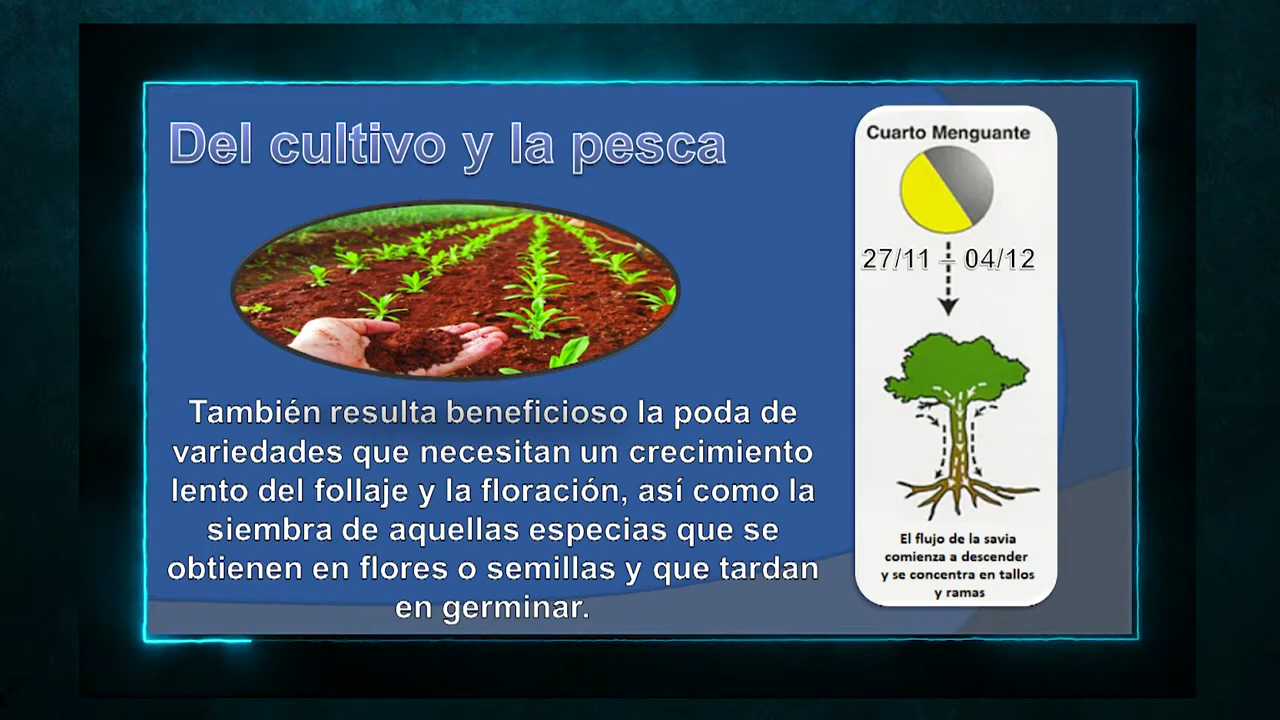 Del cultivo y la pesca
También resulta beneficioso la poda de
variedades que necesitan un crecimiento
lento del follaje y la floración, así como la
siembra de aquellas especias que se
obtienen en flores o semillas y que tardan
en germinar.
Cuarto Menguante
27/11 – 04/12
El flujo de la savia
comienza a descender
y se concentra en tallos
y ramas